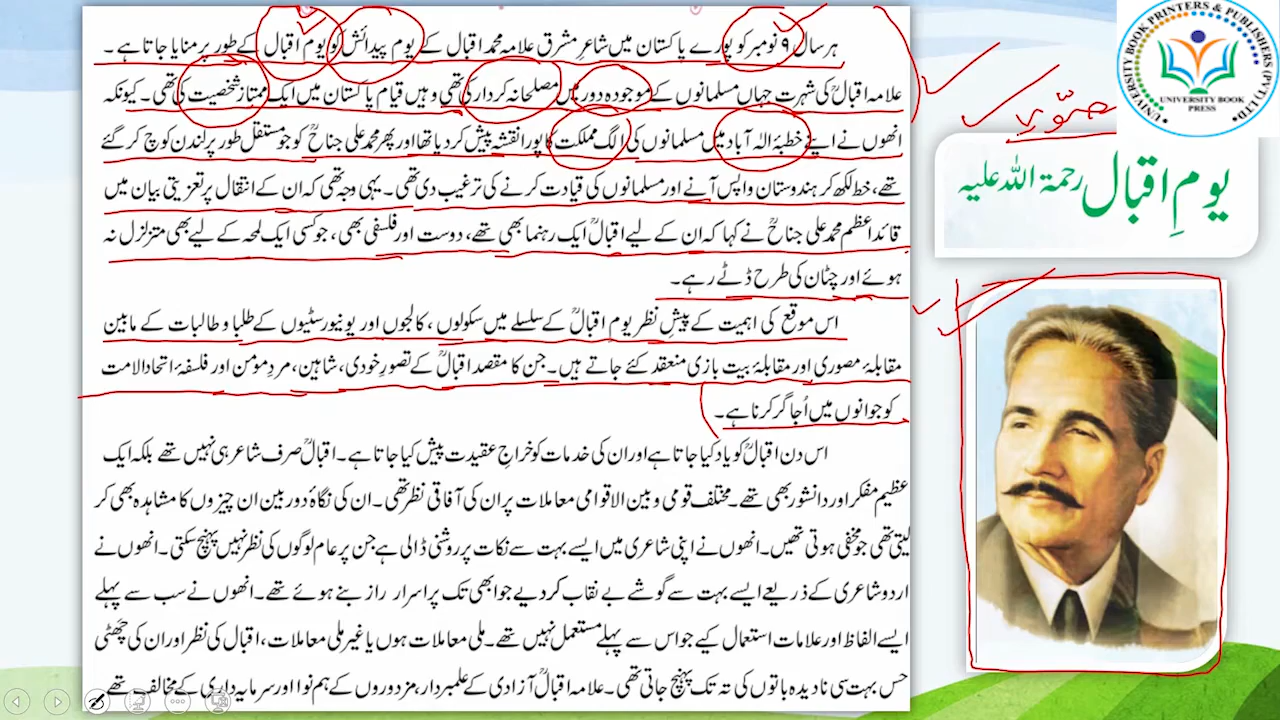 ہر سال ۹ نومبر کو پورے پاکستان میں شاعرِ مشرق علامہ محمد اقبال کے یوم پیدائش کو یوم اقبال کے طور پر منایا جاتا ہے ۔
علامہ اقبالؒ کی شہرت جہاں مسلمانوں کے موجودہ دور میں مصلحانہ کردار کی تھی وہیں قیام پاکستان میں ایک ممتاز شخصیت کی تھی۔ کیونکہ
انھوں نے اپنے خطبۂ الٰہ آباد میں مسلمانوں کی الگ مملکت کا پورا نقشہ پیش کر دیا تھا اور پھر محمد علی جناحؒ کو جو مستقل طور پر لندن کوچ کر گئے
تھے، خط لکھ کر ہندوستان واپس آنے اور مسلمانوں کی قیادت کرنے کی ترغیب دی تھی۔ یہی وجہ تھی کہ ان کے انتقال پر تعزیتی بیان میں
قائداعظم محمد علی جناحؒ نے کہا کہ ان کے لیے اقبالؒ ایک رہنما بھی تھے، دوست اور فلسفی بھی، جو کسی ایک لمحہ کے لیے بھی متزلزل نہ
ہوئے اور چٹان کی طرح ڈٹے رہے۔
اس موقع کی اہمیت کے پیشِ نظر یوم اقبالؒ کے سلسلے میں سکولوں ، کالجوں اور یونیورسٹیوں کے طلبا و طالبات کے مابین
مقابلۂ مصوری اور مقابلۂ بیت بازی منعقد کئے جاتے ہیں۔ جن کا مقصد اقبالؒ کے تصورِ خودی، شاہین، مردِ مومن اور فلسفۂ اتحاد الامت
کو جوانوں میں اُجاگر کرنا ہے۔
اس دن اقبالؒ کو یاد کیا جاتا ہے اور ان کی خدمات کو خراجِ عقیدت پیش کیا جاتا ہے۔ اقبالؒ صرف شاعر ہی نہیں تھے بلکہ ایک
عظیم مفکر اور دانشور بھی تھے۔ مختلف قومی و بین الاقوامی معاملات پر ان کی آفاقی نظر تھی۔ ان کی نگاہِ دور بین ان چیزوں کا مشاہدہ بھی کر
لیتی تھی جو مخفی ہوتی تھیں۔ انھوں نے اپنی شاعری میں ایسے بہت سے نکات پر روشنی ڈالی ہے جن پر عام لوگوں کی نظر نہیں پہنچ سکتی۔ انھوں نے
اردو شاعری کے ذریعے ایسے بہت سے گوشے بے نقاب کر دیے جو ابھی تک پراسرار راز بنے ہوئے تھے۔ انھوں نے سب سے پہلے
ایسے الفاظ اور علامات استعمال کیے جو اس سے پہلے مستعمل نہیں تھے۔ ملی معاملات ہوں یا غیر ملی معاملات، اقبال کی نظر اور ان کی چھٹی
حس بہت سی نادیدہ باتوں کی تہ تک پہنچ جاتی تھی۔ علامہ اقبالؒ آزادی کے علمبردار، مزدوروں کے ہم نوا اور سرمایہ داری کے مخالف تھے
UNIVERSITY BOOK PRINTERS & PUBLISHERS (PVT) LTD.
UNIVERSITY BOOK
PRESS
یومِ اقبال رحمۃ اللہ علیہ